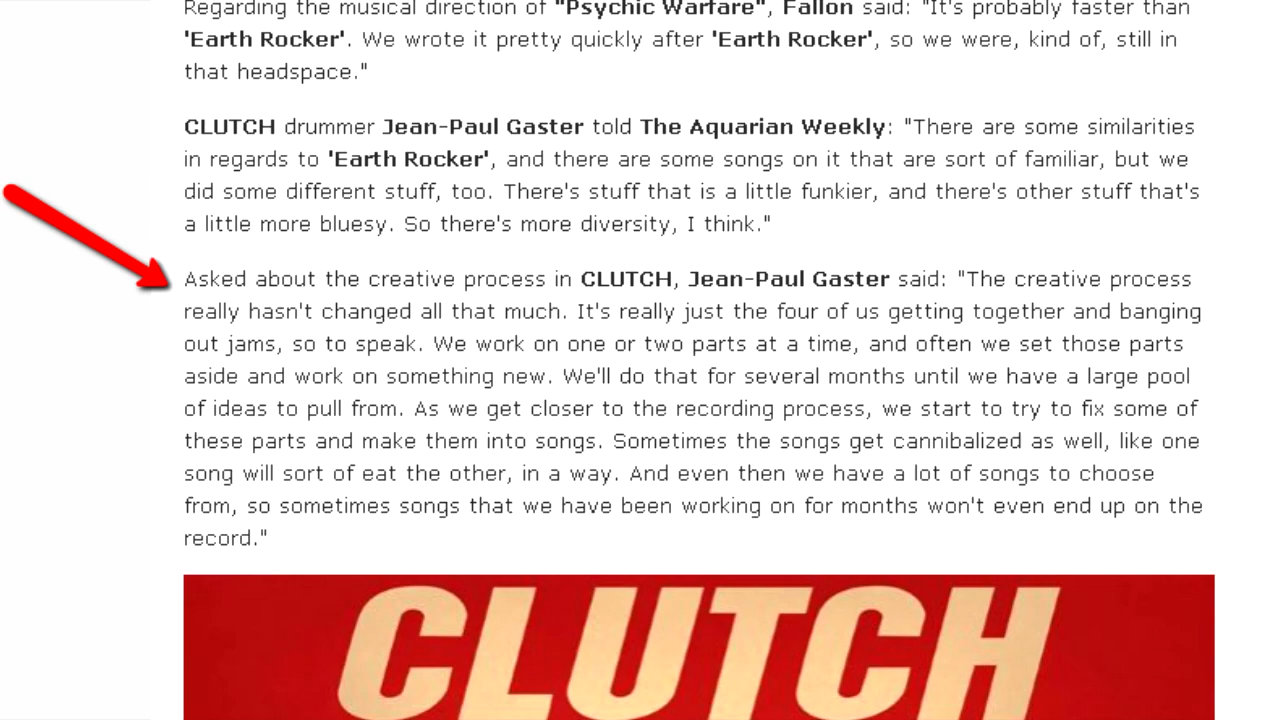 Regarding the musical direction of "Psychic Warfare", Fallon said: "It's probably faster than
'Earth Rocker'. We wrote it pretty quickly after 'Earth Rocker', so we were, kind of, still in
that headspace."
CLUTCH drummer Jean-Paul Gaster told The Aquarian Weekly: "There are some similarities
in regards to 'Earth Rocker', and there are some songs on it that are sort of familiar, but we
did some different stuff, too. There's stuff that is a little funkier, and there's other stuff that's
a little more bluesy. So there's more diversity, I think."
Asked about the creative process in CLUTCH, Jean-Paul Gaster said: "The creative process
really hasn't changed all that much. It's really just the four of us getting together and banging
out jams, so to speak. We work on one or two parts at a time, and often we set those parts
aside and work on something new. We'll do that for several months until we have a large pool
of ideas to pull from. As we get closer to the recording process, we start to try to fix some of
these parts and make them into songs. Sometimes the songs get cannibalized as well, like one
song will sort of eat the other, in a way. And even then we have a lot of songs to choose
from, so sometimes songs that we have been working on for months won't even end up on the
record."
CLUTCH